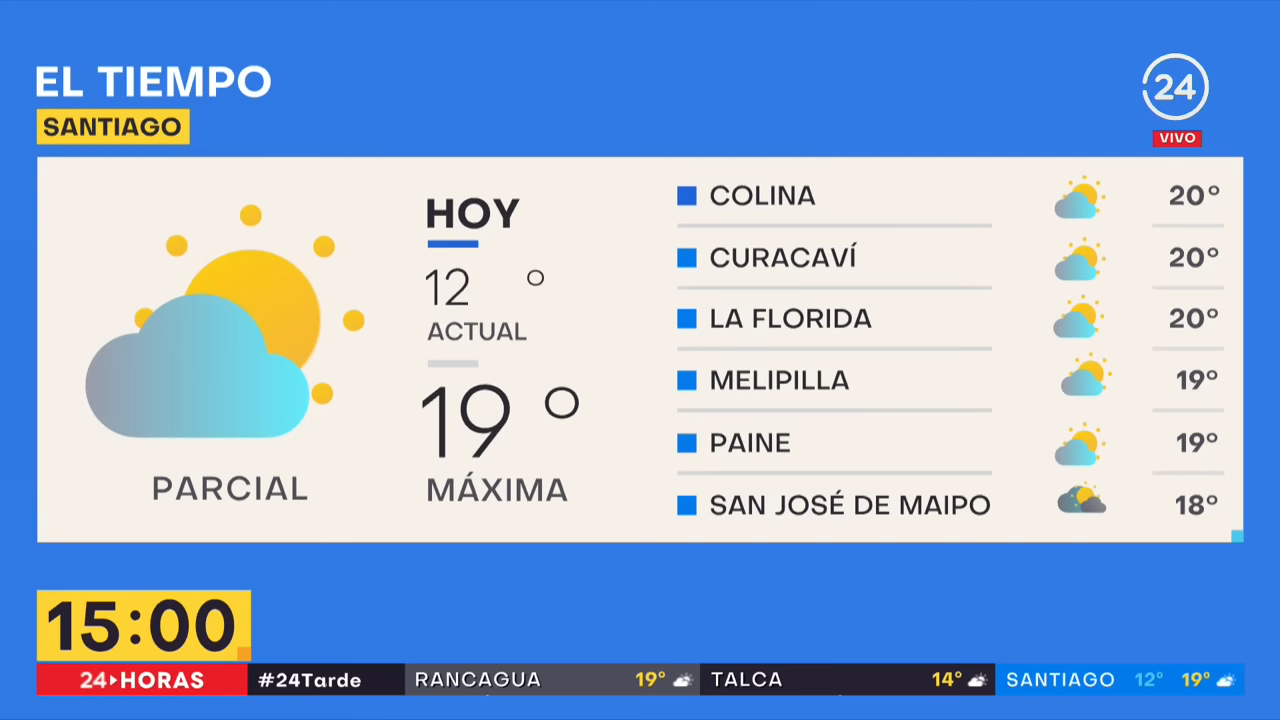 EL TIEMPO
SANTIAGO
24
VIVO
HOY
12 °
ACTUAL
19 °
MÁXIMA
PARCIAL
COLINA 20°
CURACAVÍ 20°
LA FLORIDA 20°
MELIPILLA 19°
PAINE 19°
SAN JOSÉ DE MAIPO 18°
15:00
24▸HORAS #24Tarde RANCAGUA 19° TALCA 14° SANTIAGO 12° 19°